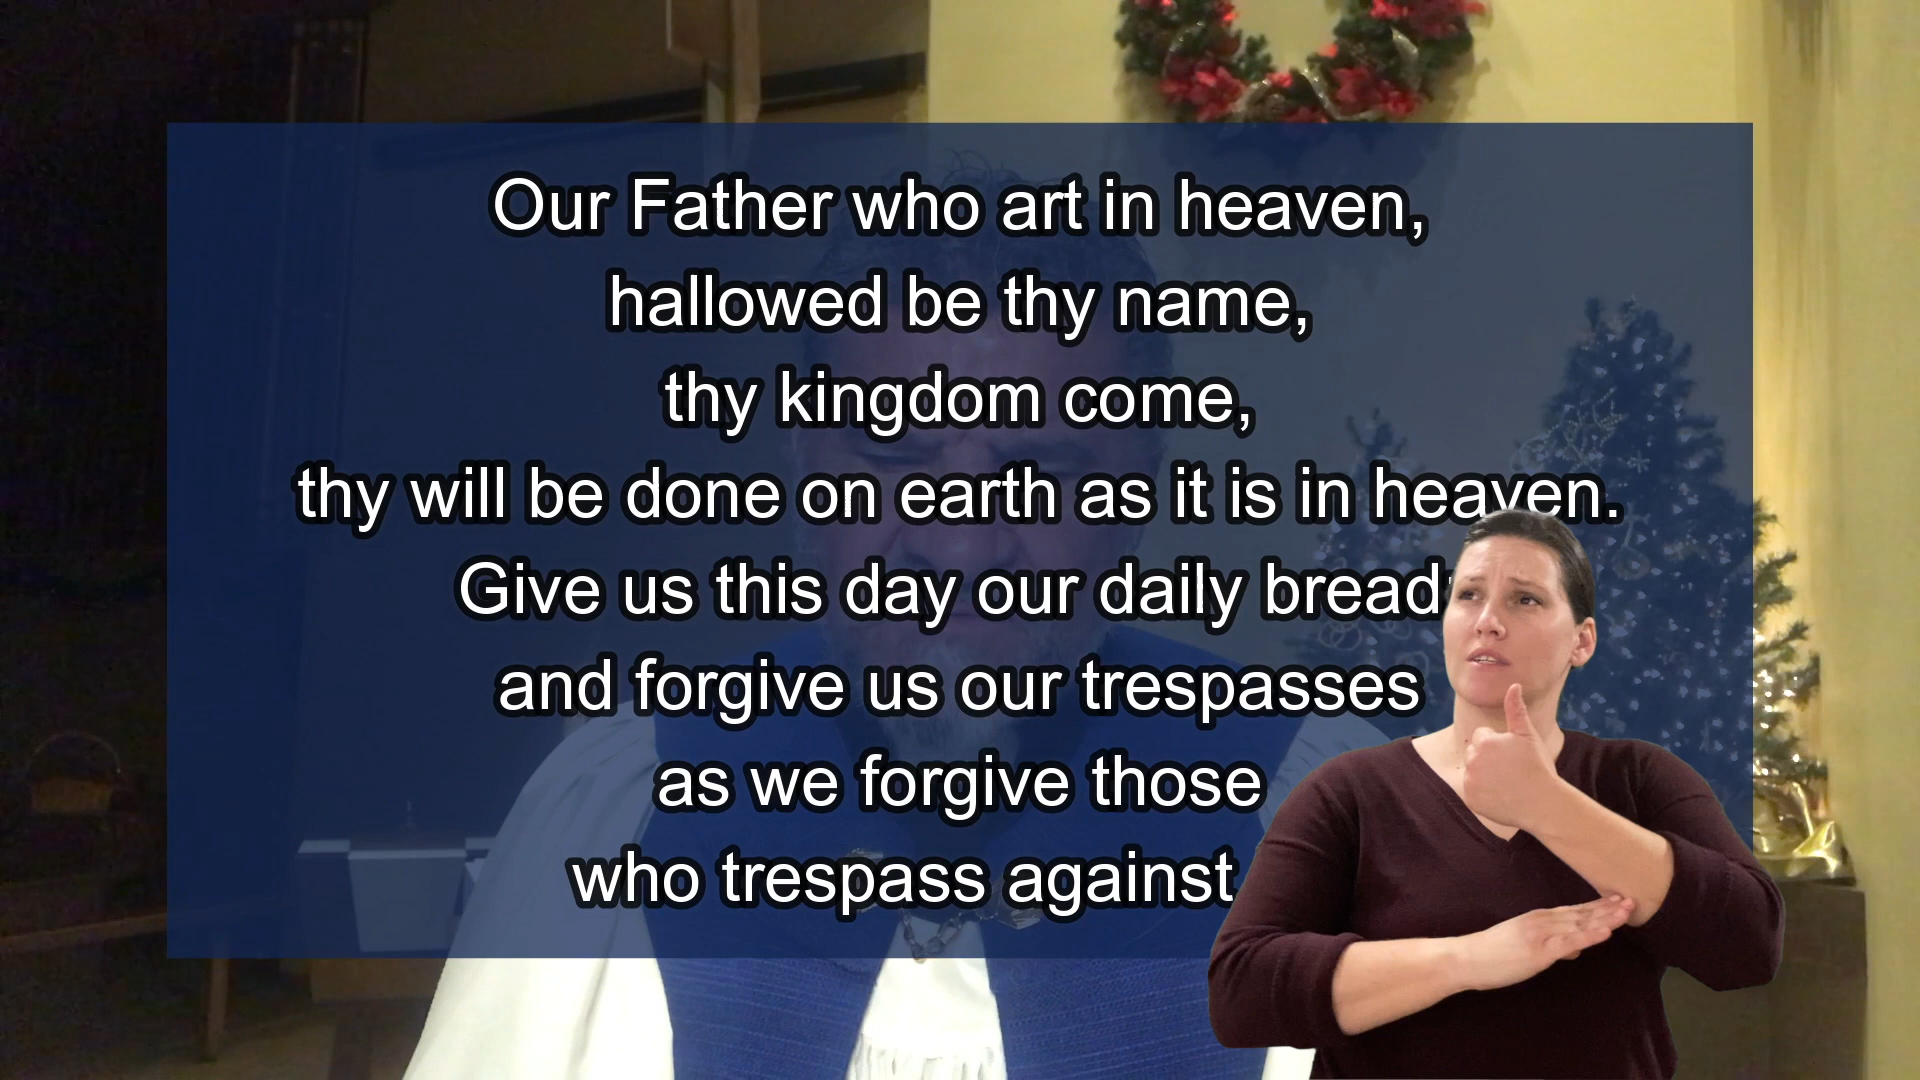 Our Father who art in heaven,
hallowed be thy name,
thy kingdom come,
thy will be done on earth as it is in heaven.
Give us this day our daily bread;
and forgive us our trespasses
as we forgive those
who trespass against